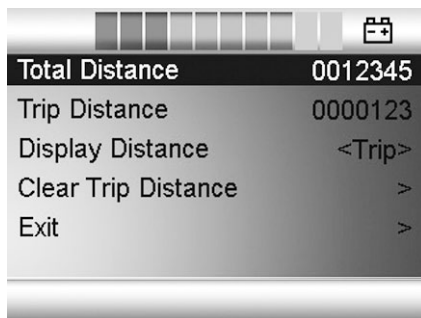 Total Distance 0012345
Trip Distance 0000123
Display Distance <Trip>
Clear Trip Distance >
Exit >